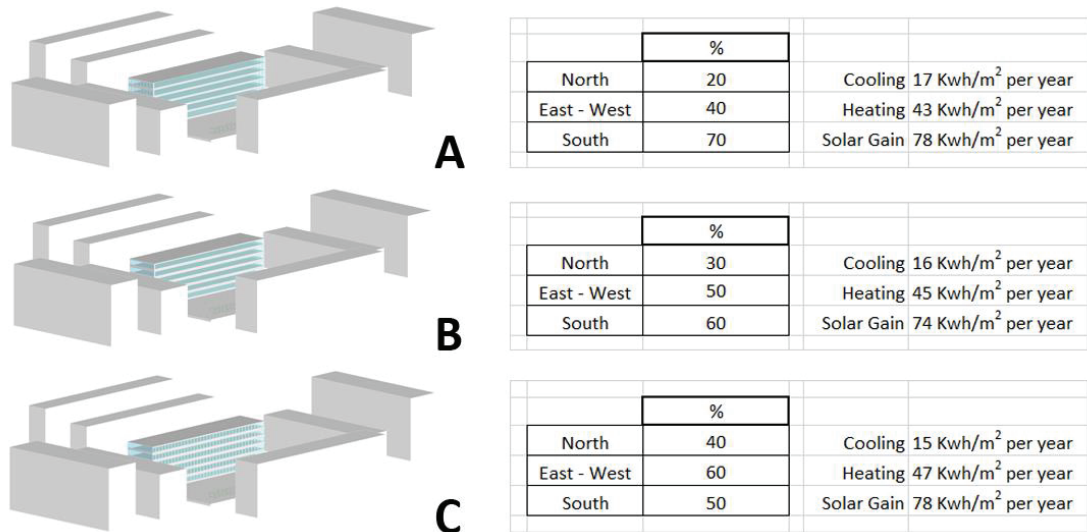 %
North 20 Cooling 17 Kwh/m² per year
East - West 40 Heating 43 Kwh/m² per year
South 70 Solar Gain 78 Kwh/m² per year
A
%
North 30 Cooling 16 Kwh/m² per year
East - West 50 Heating 45 Kwh/m² per year
South 60 Solar Gain 74 Kwh/m² per year
B
%
North 40 Cooling 15 Kwh/m² per year
East - West 60 Heating 47 Kwh/m² per year
South 50 Solar Gain 78 Kwh/m² per year
C